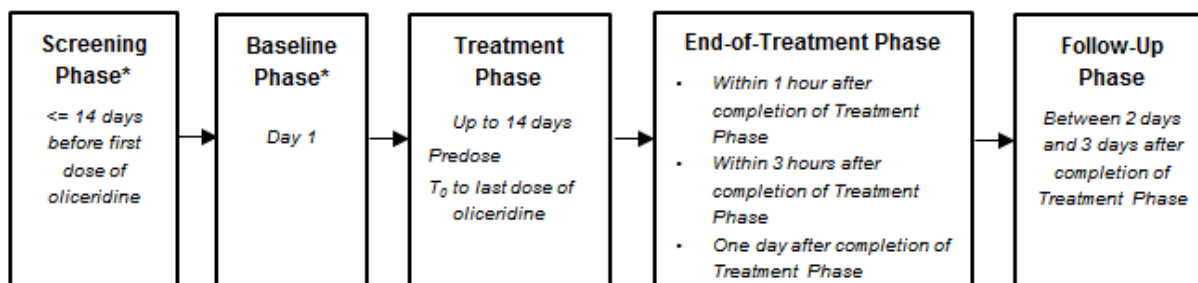 Screening
Phase*
<= 14 days
before first
dose of
oliceridine
Baseline
Phase*
Day 1
Treatment
Phase
Up to 14 days
Predose
T0 to last dose of
oliceridine
End-of-Treatment Phase
• Within 1 hour after
completion of Treatment
Phase
• Within 3 hours after
completion of Treatment
Phase
• One day after completion of
Treatment Phase
Follow-Up
Phase
Between 2 days
and 3 days after
completion of
Treatment Phase